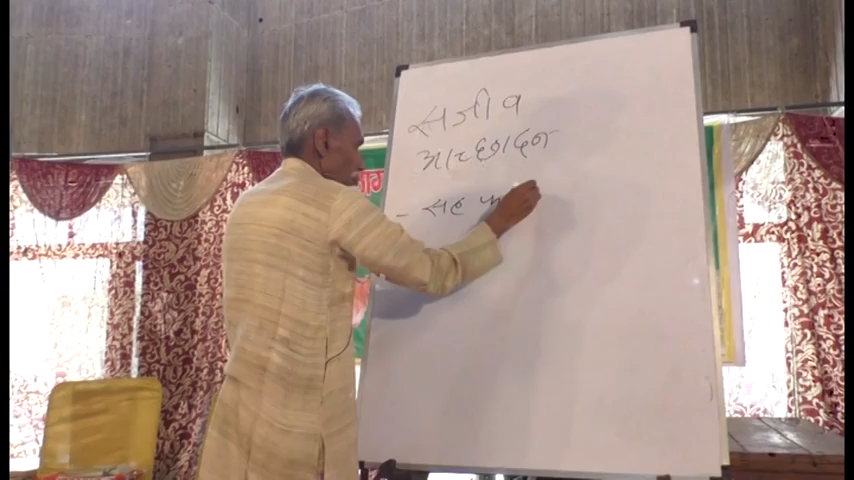 सजीव
आच्छादन
- सह फ